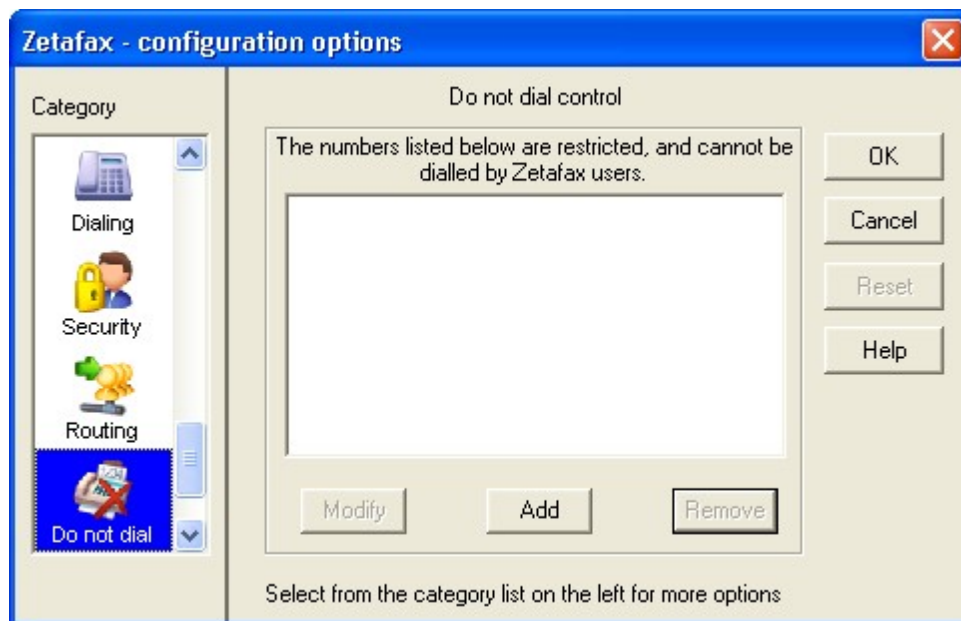 Zetafax - configuration options
Category
Dialing
Security
Routing
Do not dial
Do not dial control
The numbers listed below are restricted, and cannot be
dialled by Zetafax users.
Modify
Add
Remove
OK
Cancel
Reset
Help
Select from the category list on the left for more options